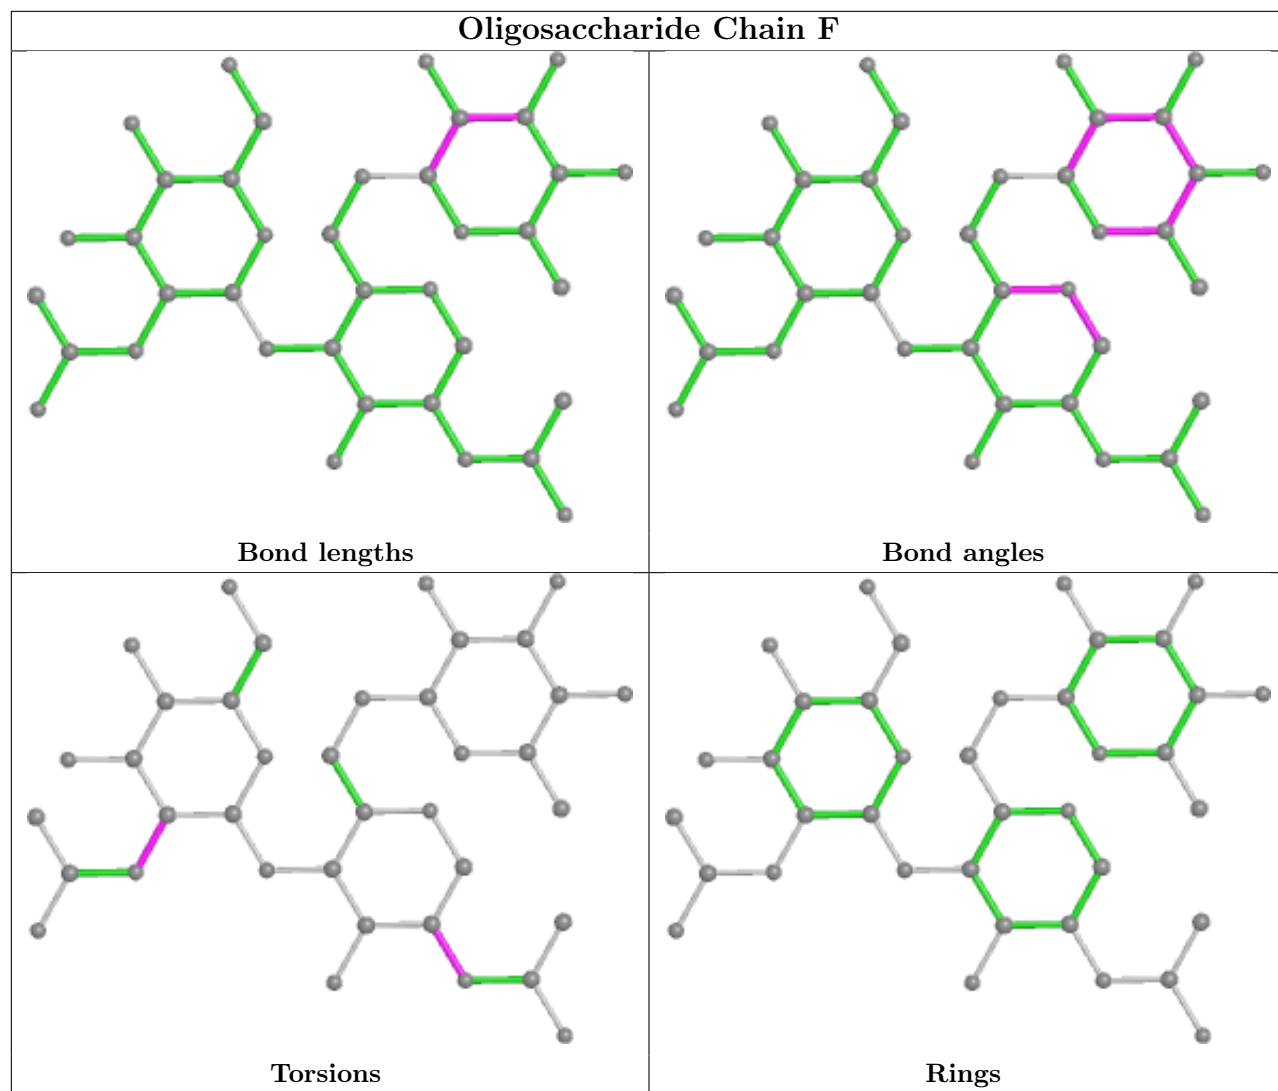 Oligosaccharide Chain F
Bond lengths
Bond angles
Torsions
Rings